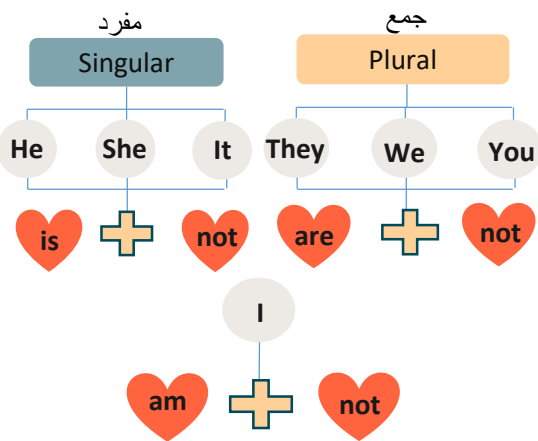 مفرد
جمع
Singular
Plural
He She It They We You
is not are not
I
am not